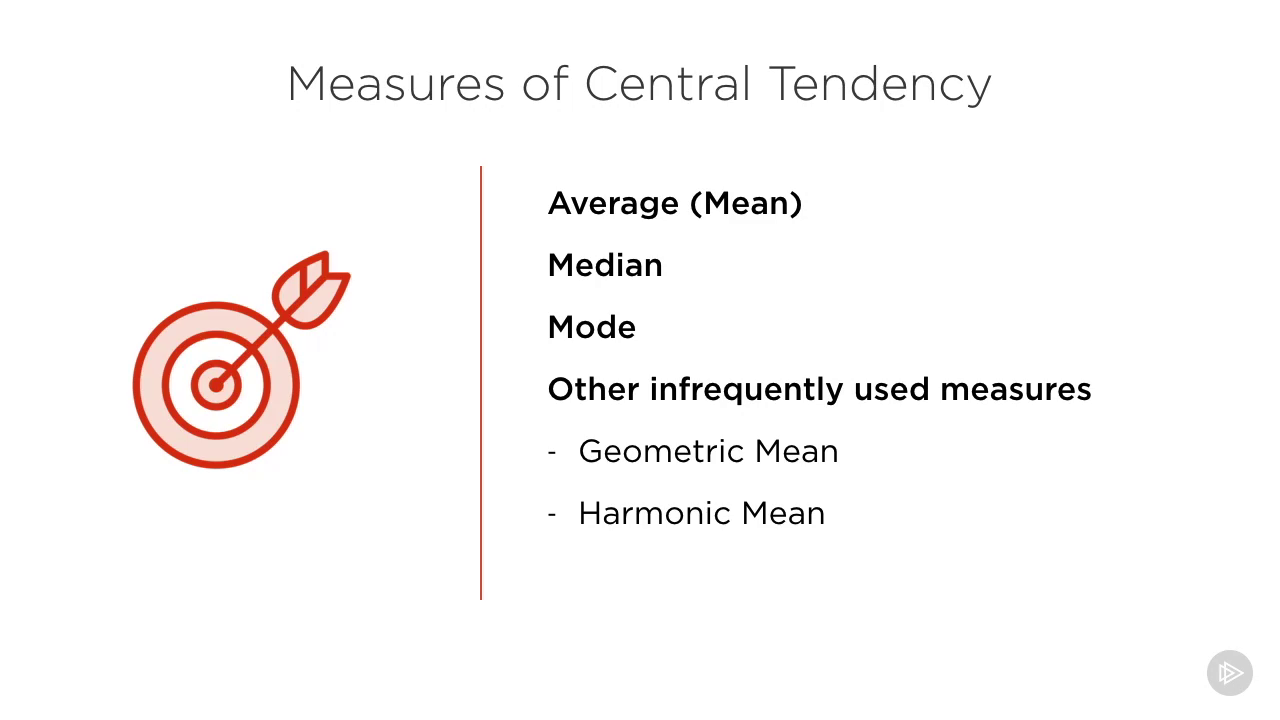 Measures of Central Tendency
Average (Mean)
Median
Mode
Other infrequently used measures
- Geometric Mean
- Harmonic Mean